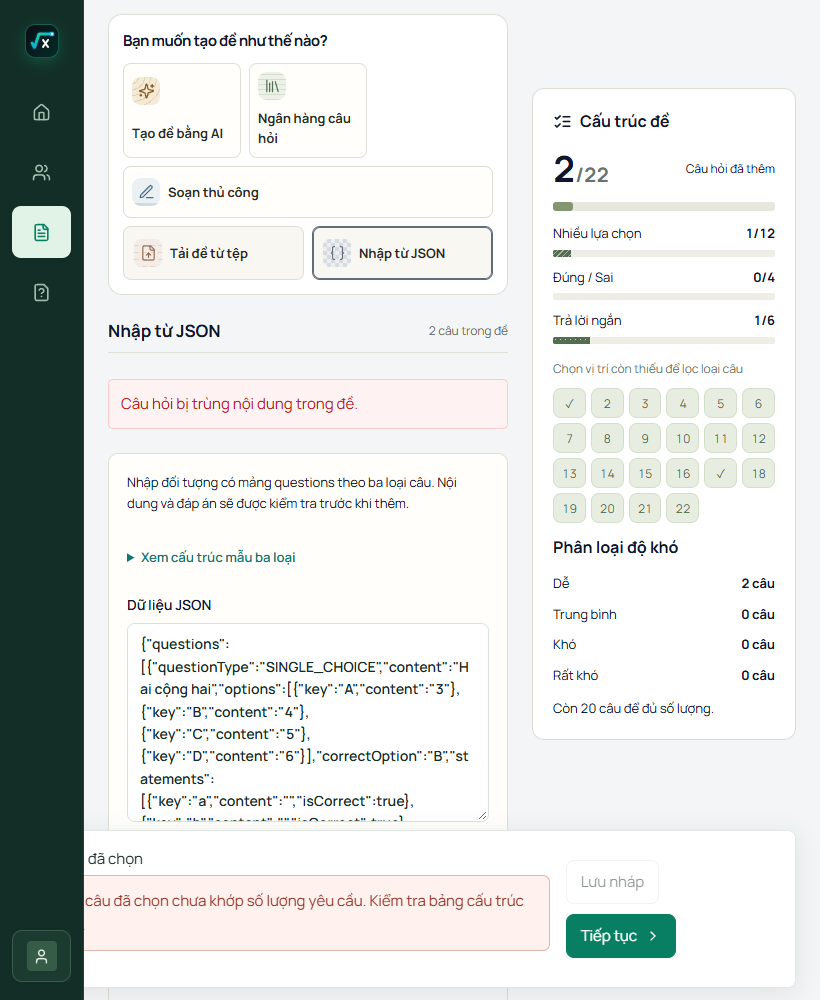 √x
Bạn muốn tạo đề như thế nào?
Tạo đề bằng AI
Ngân hàng câu
hỏi
Soạn thủ công
Tải đề từ tệp
Nhập từ JSON
Nhập từ JSON
2 câu trong đề
Câu hỏi bị trùng nội dung trong đề.
Nhập đối tượng có mảng questions theo ba loại câu. Nội
dung và đáp án sẽ được kiểm tra trước khi thêm.
▶ Xem cấu trúc mẫu ba loại
Dữ liệu JSON
{"questions":
[{"questionType":"SINGLE_CHOICE","content":"H
ai cộng hai","options":[{"key":"A","content":"3"},
{"key":"B","content":"4"},
{"key":"C","content":"5"},
{"key":"D","content":"6"}],"correctOption":"B","st
atements":
[{"key":"a","content":"","isCorrect":true},
Cấu trúc đề
2/22
Câu hỏi đã thêm
Nhiều lựa chọn 1/12
Đúng / Sai 0/4
Trả lời ngắn 1/6
Chọn vị trí còn thiếu để lọc loại câu
✓ 2 3 4 5 6
7 8 9 10 11 12
13 14 15 16 ✓ 18
19 20 21 22
Phân loại độ khó
Dễ 2 câu
Trung bình 0 câu
Khó 0 câu
Rất khó 0 câu
Còn 20 câu để đủ số lượng.
đã chọn
câu đã chọn chưa khớp số lượng yêu cầu. Kiểm tra bảng cấu trúc
Lưu nháp
Tiếp tục